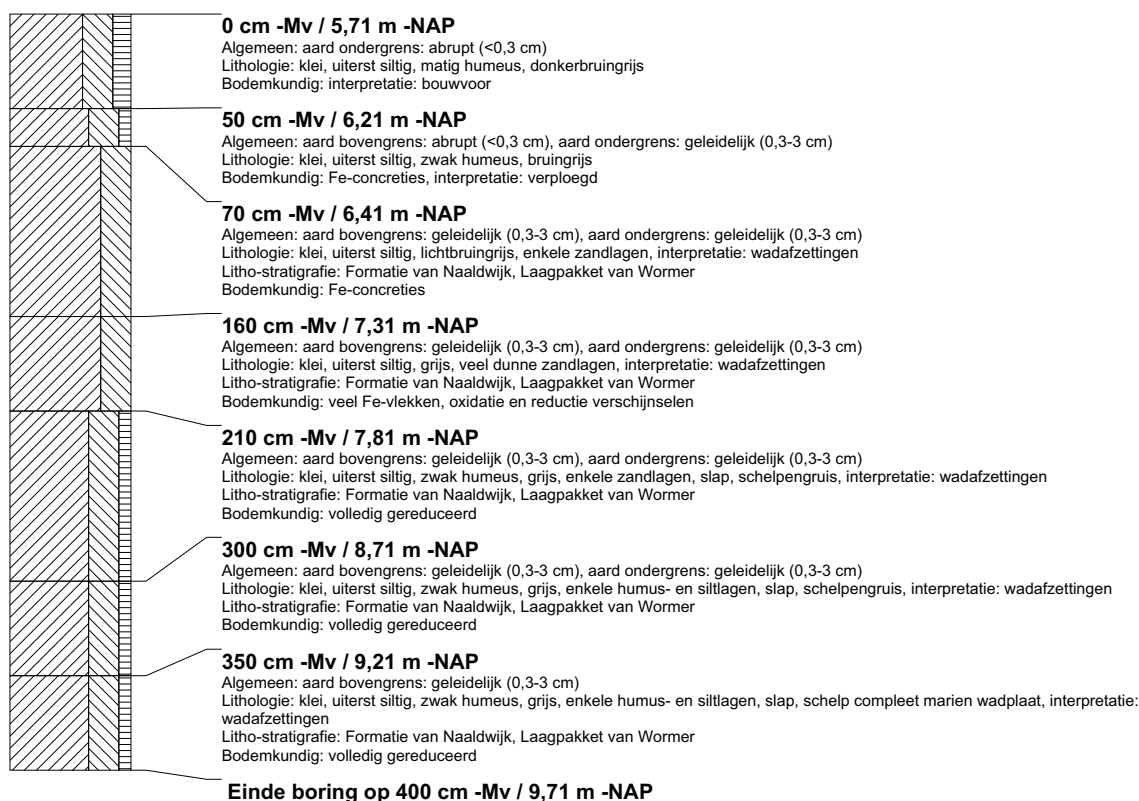 0 cm -Mv / 5,71 m -NAP
Algemeen: aard ondergrens: abrupt (<0,3 cm)
Lithologie: klei, uiterst siltig, matig humeus, donkerbruingrijs
Bodemkundig: interpretatie: bouwvoor
50 cm -Mv / 6,21 m -NAP
Algemeen: aard bovengrens: abrupt (<0,3 cm), aard ondergrens: geleidelijk (0,3-3 cm)
Lithologie: klei, uiterst siltig, zwak humeus, bruingrijs
Bodemkundig: Fe-concreties, interpretatie: verploegd
70 cm -Mv / 6,41 m -NAP
Algemeen: aard bovengrens: geleidelijk (0,3-3 cm), aard ondergrens: geleidelijk (0,3-3 cm)
Lithologie: klei, uiterst siltig, lichtbruingrijs, enkele zandlagen, interpretatie: wadafzettingen
Litho-stratigrafie: Formatie van Naaldwijk, Laagpakket van Wormer
Bodemkundig: Fe-concreties
160 cm -Mv / 7,31 m -NAP
Algemeen: aard bovengrens: geleidelijk (0,3-3 cm), aard ondergrens: geleidelijk (0,3-3 cm)
Lithologie: klei, uiterst siltig, grijs, veel dunne zandlagen, interpretatie: wadafzettingen
Litho-stratigrafie: Formatie van Naaldwijk, Laagpakket van Wormer
Bodemkundig: veel Fe-vlekken, oxidatie en reductie verschijnselen
210 cm -Mv / 7,81 m -NAP
Algemeen: aard bovengrens: geleidelijk (0,3-3 cm), aard ondergrens: geleidelijk (0,3-3 cm)
Lithologie: klei, uiterst siltig, zwak humeus, grijs, enkele zandlagen, slap, schelpengruis, interpretatie: wadafzettingen
Litho-stratigrafie: Formatie van Naaldwijk, Laagpakket van Wormer
Bodemkundig: volledig gereduceerd
300 cm -Mv / 8,71 m -NAP
Algemeen: aard bovengrens: geleidelijk (0,3-3 cm), aard ondergrens: geleidelijk (0,3-3 cm)
Lithologie: klei, uiterst siltig, zwak humeus, grijs, enkele humus- en siltlagen, slap, schelpengruis, interpretatie: wadafzettingen
Litho-stratigrafie: Formatie van Naaldwijk, Laagpakket van Wormer
Bodemkundig: volledig gereduceerd
350 cm -Mv / 9,21 m -NAP
Algemeen: aard bovengrens: geleidelijk (0,3-3 cm)
Lithologie: klei, uiterst siltig, zwak humeus, grijs, enkele humus- en siltlagen, slap, schelp compleet marien wadplaat, interpretatie:
wadafzettingen
Litho-stratigrafie: Formatie van Naaldwijk, Laagpakket van Wormer
Bodemkundig: volledig gereduceerd
Einde boring op 400 cm -Mv / 9,71 m -NAP